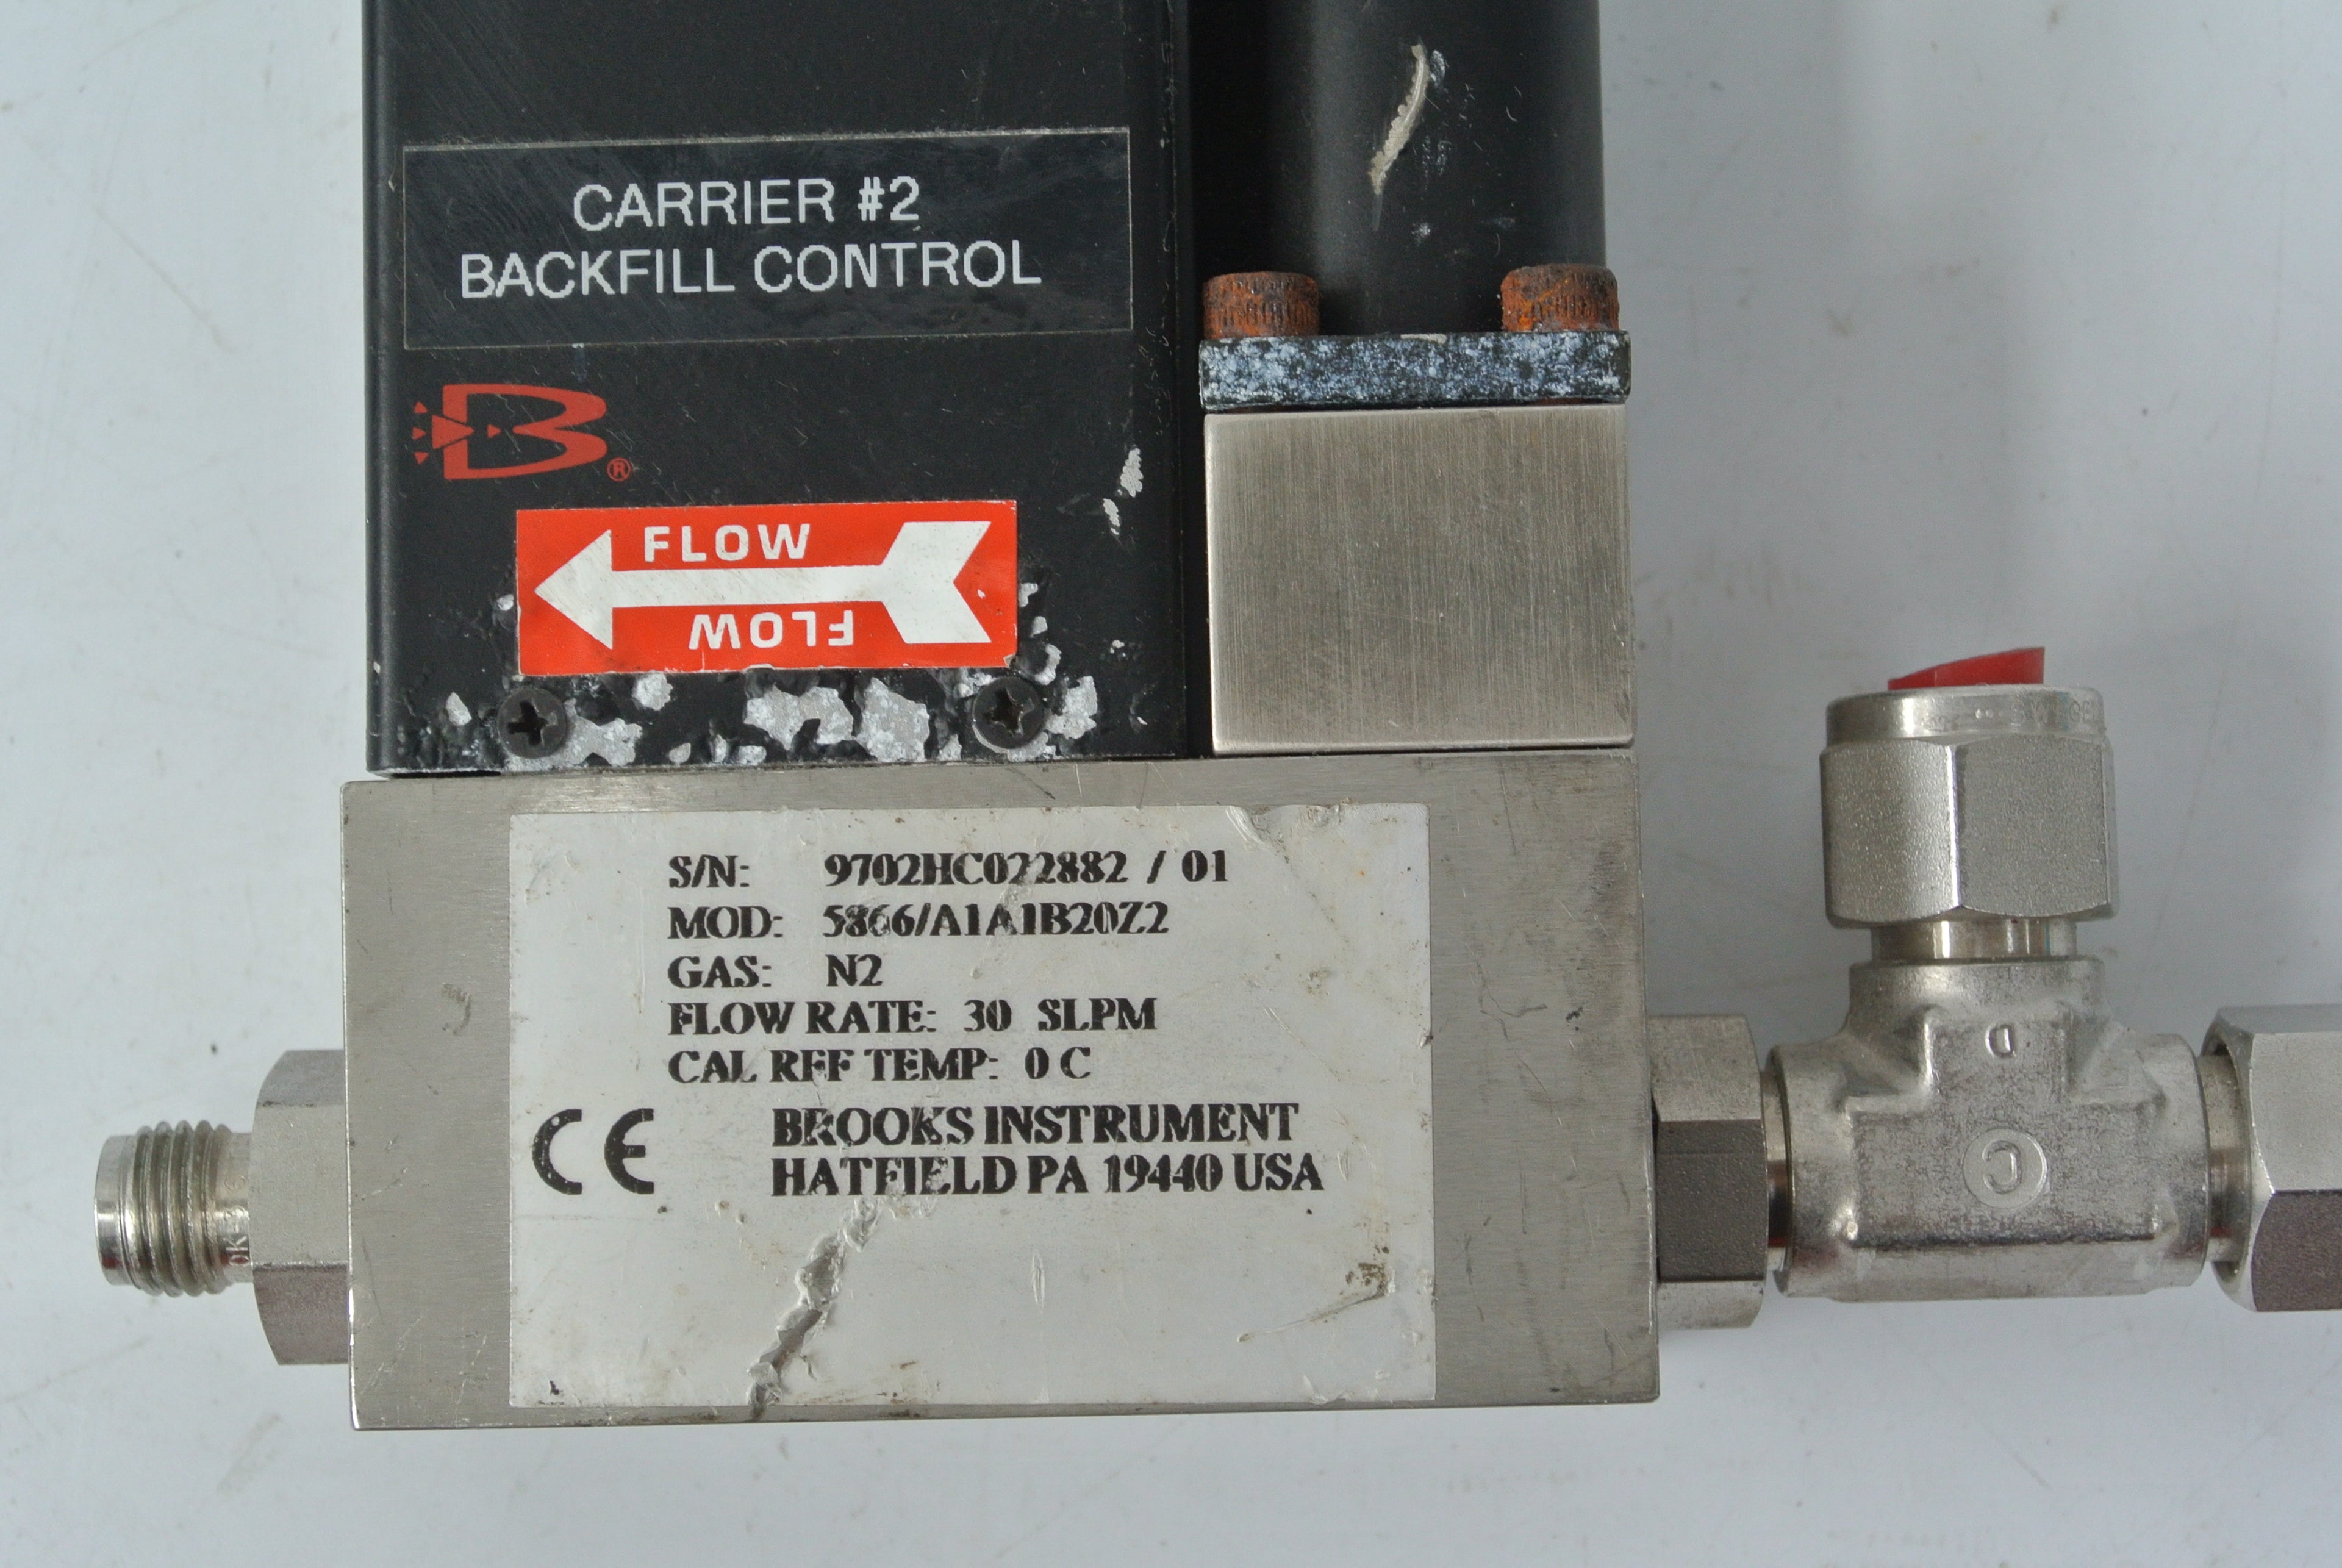 CARRIER #2
BACKFILL CONTROL
B®
FLOW
FLOW
S/N: 9702HC022882 / 01
MOD: 5866/A1A1B20Z2
GAS: N2
FLOW RATE: 30 SLPM
CAL REF TEMP: 0 C
CE BROOKS INSTRUMENT
HATFIELD PA 19440 USA
D
C